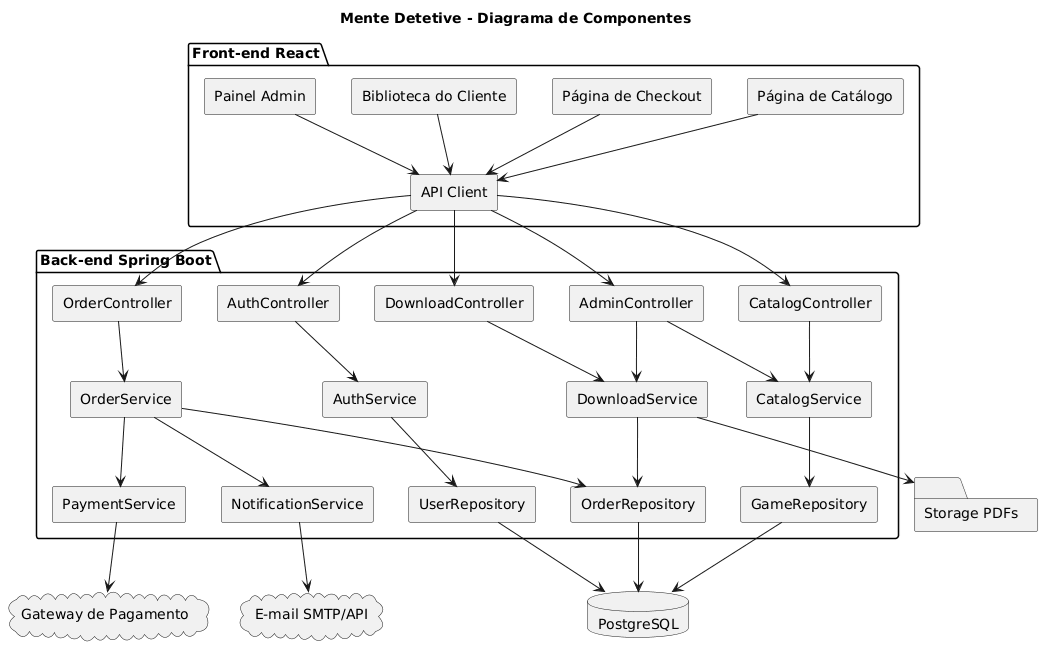 Mente Detetive - Diagrama de Componentes
Front-end React
Painel Admin
Biblioteca do Cliente
Página de Checkout
Página de Catálogo
API Client
Back-end Spring Boot
OrderController
AuthController
DownloadController
AdminController
CatalogController
OrderService
AuthService
DownloadService
CatalogService
PaymentService
NotificationService
UserRepository
OrderRepository
GameRepository
Storage PDFs
Gateway de Pagamento
E-mail SMTP/API
PostgreSQL